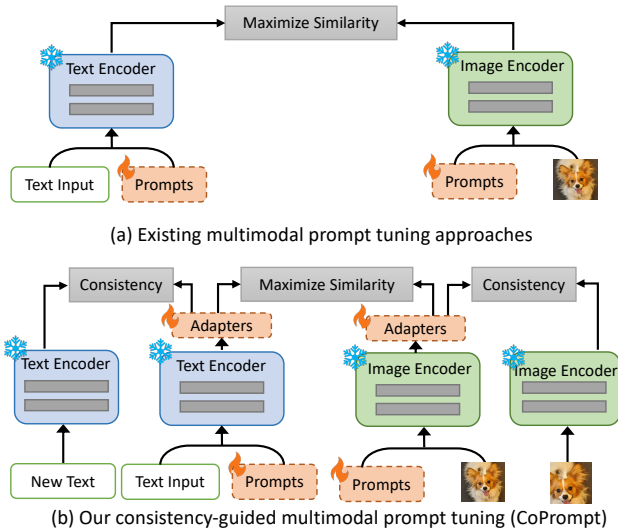 Maximize Similarity
Text Encoder
Image Encoder
Text Input
Prompts
Prompts
(a) Existing multimodal prompt tuning approaches
Consistency
Maximize Similarity
Consistency
Adapters
Adapters
Text Encoder
Text Encoder
Image Encoder
Image Encoder
New Text
Text Input
Prompts
Prompts
(b) Our consistency-guided multimodal prompt tuning (CoPrompt)